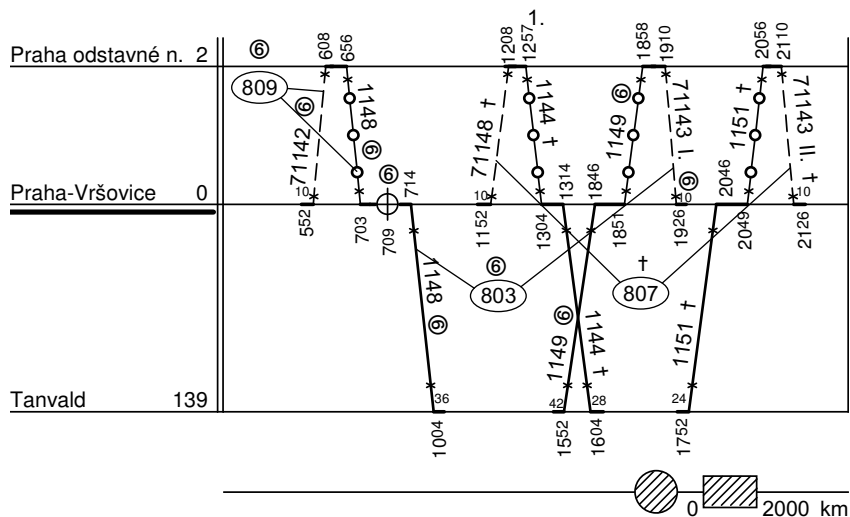 1.
6⁰⁸ 6⁵⁶ 12⁰⁸ 12⁵⁷ 18⁵⁸ 19¹⁰ 20⁵⁶ 21¹⁰
Praha odstavné n. 2 ⑥
809
71142 ⑥ 1148 ⑥ 71148 † 1144 † 1149 ⑥ 71143 I. ⑥ 1151 † 71143 II. †
⑥ 7¹⁴ 13¹⁴ 18⁴⁶ 20⁴⁶
Praha-Vršovice 0 10 10 10 10
5⁵² 7⁰³ 7⁰⁹ 11⁵² 13⁰⁴ 18⁵¹ 19²⁶ 20⁴⁹ 21²⁶
⑥ †
803 807
1148 ⑥ 1149 ⑥ 1144 † 1151 †
Tanvald 139 36 42 28 24
10⁰⁴ 15⁵² 16⁰⁴ 17⁵²
0 2000 km